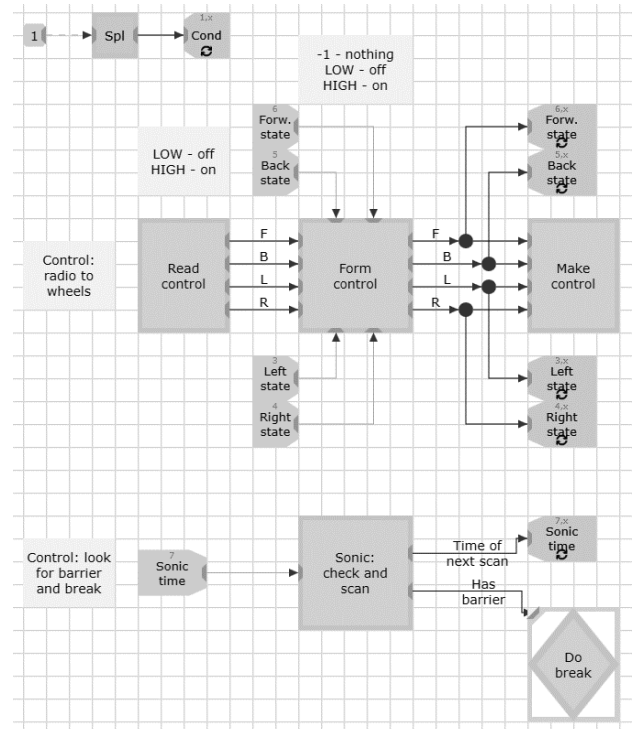 1
Spl
1,x
Cond
-1 - nothing
LOW - off
HIGH - on
LOW - off
HIGH - on
6
Forw.
state
5
Back
state
6,x
Forw.
state
5,x
Back
state
Control:
radio to
wheels
Read
control
F
B
L
R
Form
control
F
B
L
R
Make
control
3
Left
state
4
Right
state
3,x
Left
state
4,x
Right
state
Control: look
for barrier
and break
7
Sonic
time
Sonic:
check and
scan
Time of
next scan
Has
barrier
7,x
Sonic
time
Do
break